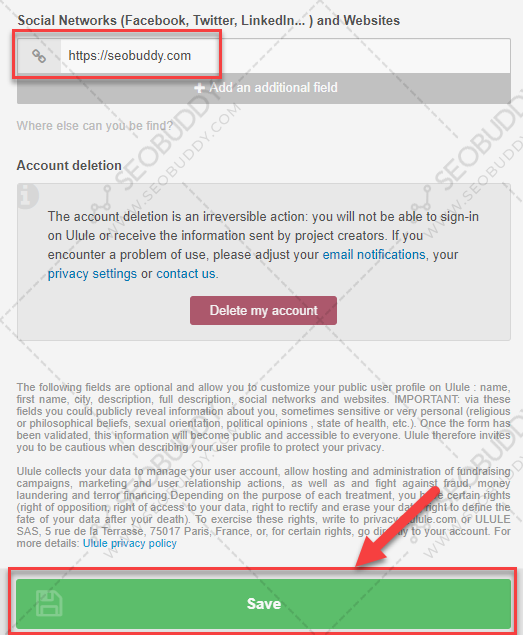 Social Networks (Facebook, Twitter, LinkedIn... ) and Websites
https://seobuddy.com
Add an additional field
Where else can you be find?
Account deletion
The account deletion is an irreversible action: you will not be able to sign-in
on Ulule or receive the information sent by project creators. If you
encounter a problem of use, please adjust your email notifications, your
privacy settings or contact us.
Delete my account
The following fields are optional and allow you to customize your public user profile on Ulule : name,
first name, city, description, full description, social networks and websites. IMPORTANT: via these
fields you could publicly reveal information about you, sometimes sensitive or very personal (religious
or philosophical beliefs, sexual orientation, political opinions , state of health, etc.). Once the form has
been validated, this information will become public and accessible to everyone. Ulule therefore invites
you to be cautious when describing your user profile to protect your privacy.
Ulule collects your data to manage your user account, allow hosting and administration of fundraising
campaigns, marketing and user relationship actions, as well as and fight against fraud, money
laundering and terror financing.Depending on the purpose of each treatment, you have certain rights
(right of opposition, right of access to your data, right to rectify and erase your data, right to define the
fate of your data after your death). To exercise these rights, write to privacy ulule.com or ULULE
SAS, 5 rue de la Terrasse, 75017 Paris, France, or, for certain rights, go directly to your account. For
more details: Ulule privacy policy
Save
SEOBUDDY
WWW.SEOBUDDY.COM